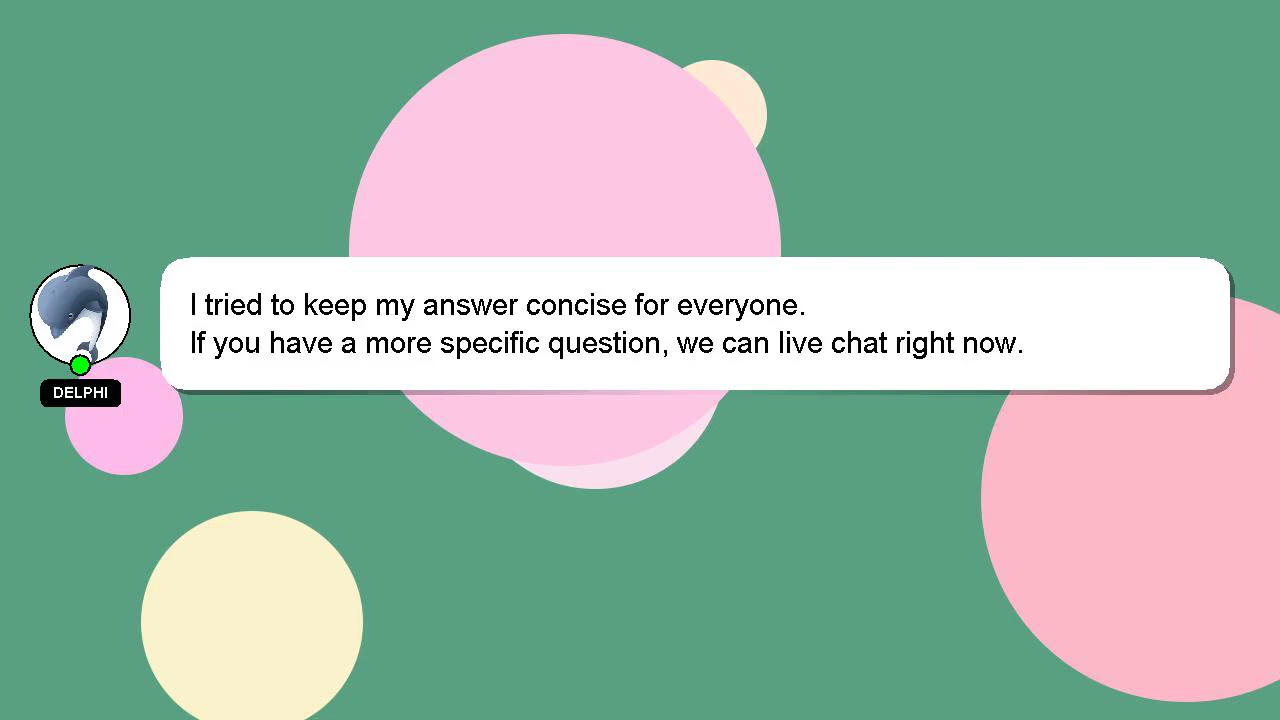 I tried to keep my answer concise for everyone.
If you have a more specific question, we can live chat right now.
DELPHI